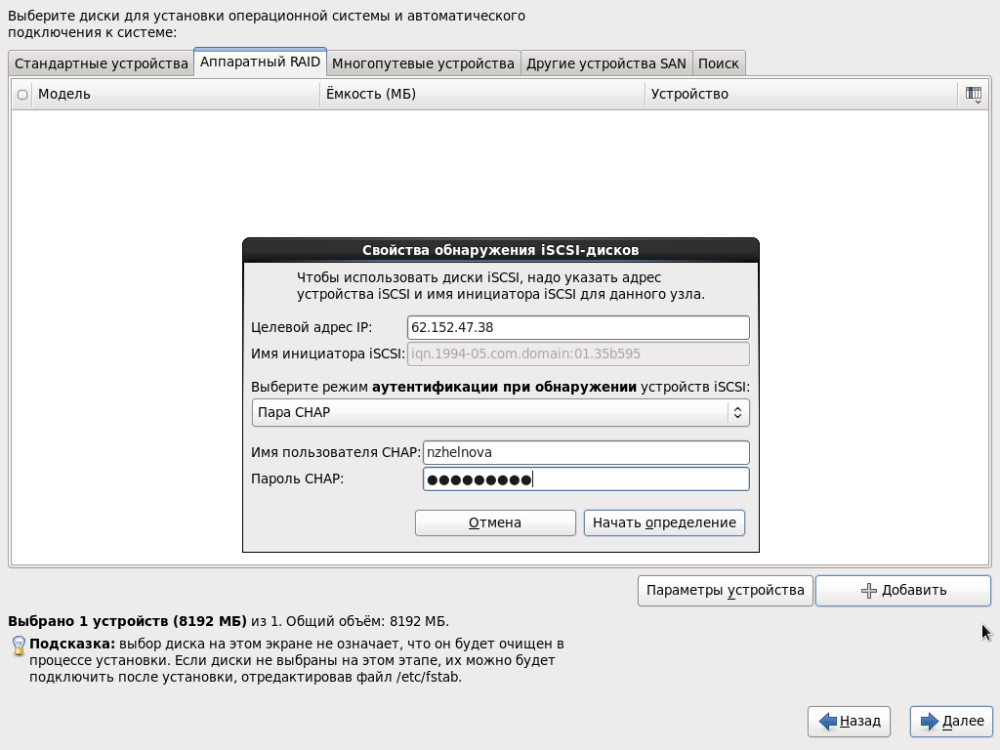 Выберите диски для установки операционной системы и автоматического
подключения к системе:
Стандартные устройства
Аппаратный RAID
Многопутевые устройства
Другие устройства SAN
Поиск
Модель
Ёмкость (МБ)
Устройство
Свойства обнаружения iSCSI-дисков
Чтобы использовать диски iSCSI, надо указать адрес
устройства iSCSI и имя инициатора iSCSI для данного узла.
Целевой адрес IP: 62.152.47.38
Имя инициатора iSCSI: iqn.1994-05.com.domain:01.35b595
Выберите режим аутентификации при обнаружении устройств iSCSI:
Пара CHAP
Имя пользователя CHAP: nzhelnova
Пароль CHAP: ●●●●●●●●●
Отмена
Начать определение
Параметры устройства
Добавить
Выбрано 1 устройств (8192 МБ) из 1. Общий объём: 8192 МБ.
Подсказка: выбор диска на этом экране не означает, что он будет очищен в
процессе установки. Если диски не выбраны на этом этапе, их можно будет
подключить после установки, отредактировав файл /etc/fstab.
Назад
Далее